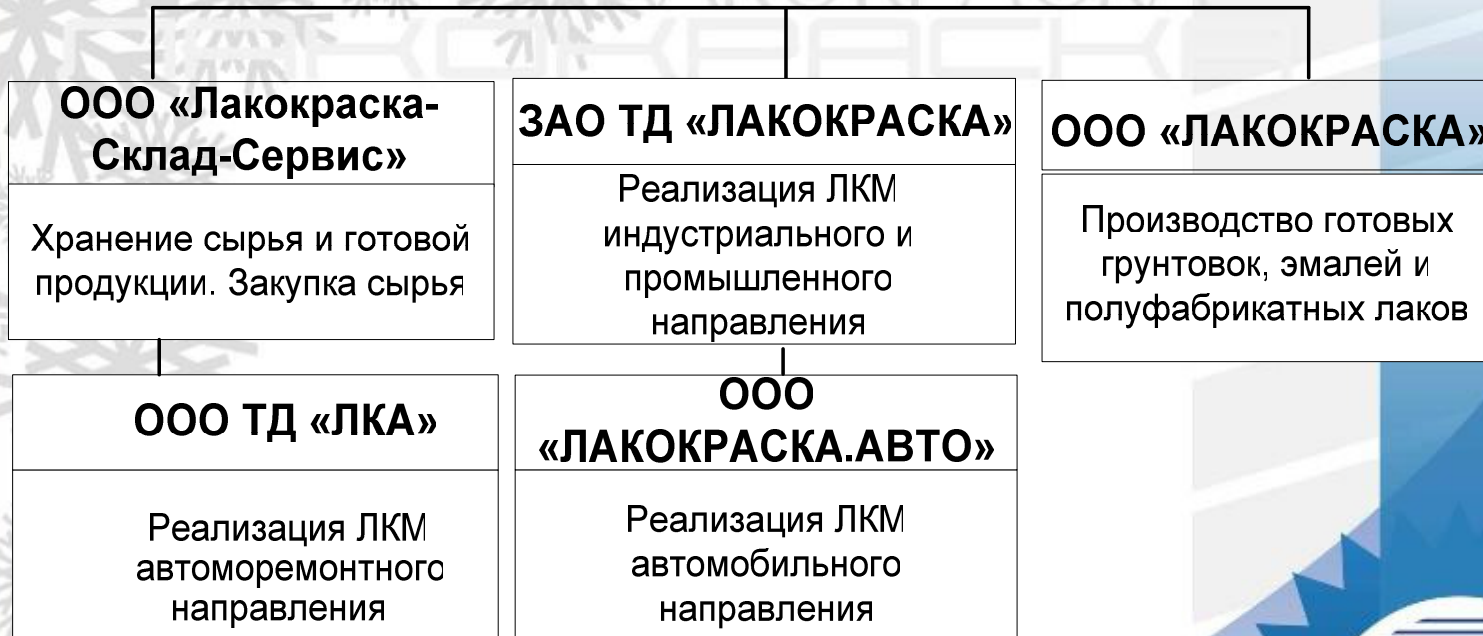 ЛАКОКРАСКА
ООО «Лакокраска-
Склад-Сервис»
Хранение сырья и готовой
продукции. Закупка сырья
ЗАО ТД «ЛАКОКРАСКА»
Реализация ЛКМ
индустриального и
промышленного
направления
ООО «ЛАКОКРАСКА»
Производство готовых
грунтовок, эмалей и
полуфабрикатных лаков
ООО ТД «ЛКА»
Реализация ЛКМ
авторемонтного
направления
ООО
«ЛАКОКРАСКА.АВТО»
Реализация ЛКМ
автомобильного
направления